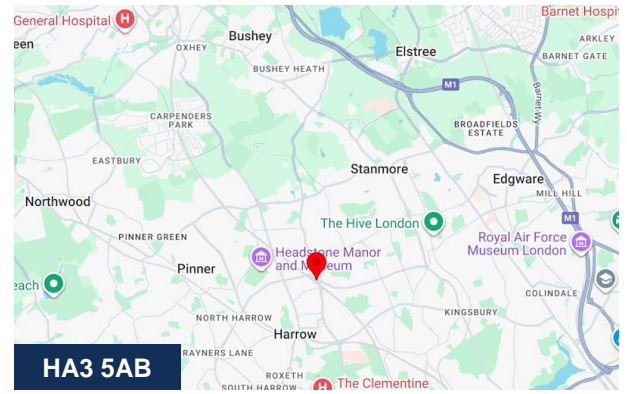 General Hospital
H
Barnet Hospi
een
OXHEY
Bushey
Elstree
ARKLEY
BARNET GATE
BUSHEY HEATH
M1
Barnet Wy
CARPENDERS
PARK
BROADFIELDS
ESTATE
EASTBURY
Stanmore
Edgware
MILL HILL
Northwood
The Hive London
M1
PINNER GREEN
Royal Air Force
Museum London
Headstone Manor
and M seum
Pinner
each
COLINDALE
NORTH HARROW
KINGSBURY
Harrow
RAYNERS LANE
HA3 5AB
ROXETH
H
The Clementine
SOUTH HARROW